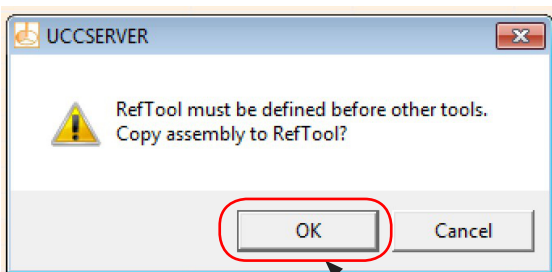 UCCSERVER
RefTool must be defined before other tools.
Copy assembly to RefTool?
OK
Cancel